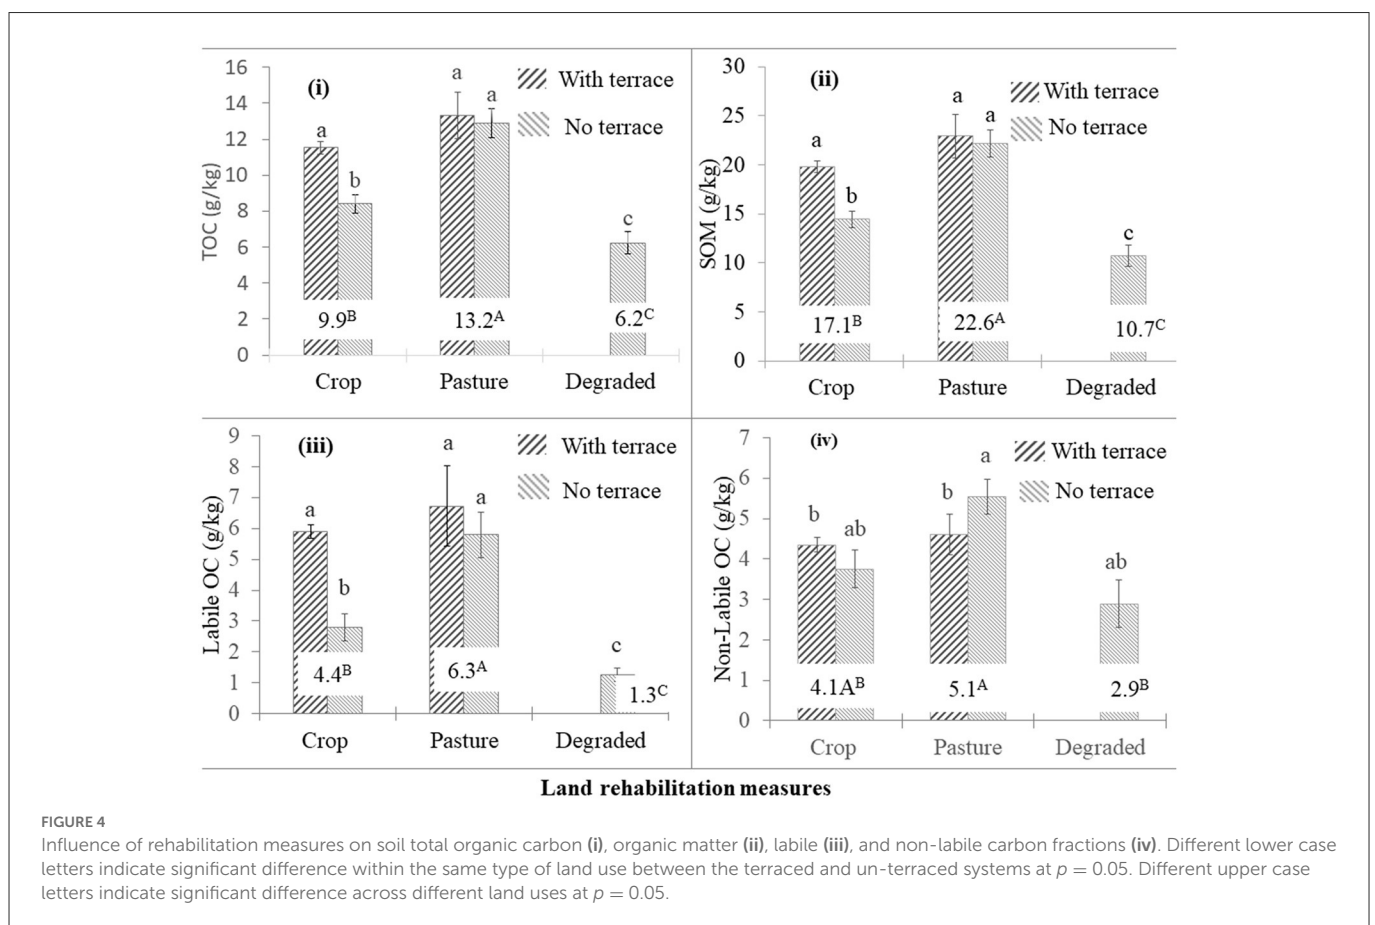 16
14
12
10
8
6
4
2
0
TOC (g/kg)
(i)
With terrace
No terrace
a
b
a
a
c
9.9ᴮ
13.2ᴬ
6.2ᶜ
Crop
Pasture
Degraded
30
25
20
15
10
5
0
SOM (g/kg)
(ii)
With terrace
No terrace
a
b
a
a
c
17.1ᴮ
22.6ᴬ
10.7ᶜ
Crop
Pasture
Degraded
9
8
7
6
5
4
3
2
1
0
Labile OC (g/kg)
(iii)
With terrace
No terrace
a
b
a
a
c
4.4ᴮ
6.3ᴬ
1.3ᶜ
Crop
Pasture
Degraded
7
6
5
4
3
2
1
0
Non-Labile OC (g/kg)
(iv)
With terrace
No terrace
b
ab
b
a
ab
4.1Aᴮ
5.1ᴬ
2.9ᴮ
Crop
Pasture
Degraded
Land rehabilitation measures
FIGURE 4
Influence of rehabilitation measures on soil total organic carbon (i), organic matter (ii), labile (iii), and non-labile carbon fractions (iv). Different lower case
letters indicate significant difference within the same type of land use between the terraced and un-terraced systems at p = 0.05. Different upper case
letters indicate significant difference across different land uses at p = 0.05.